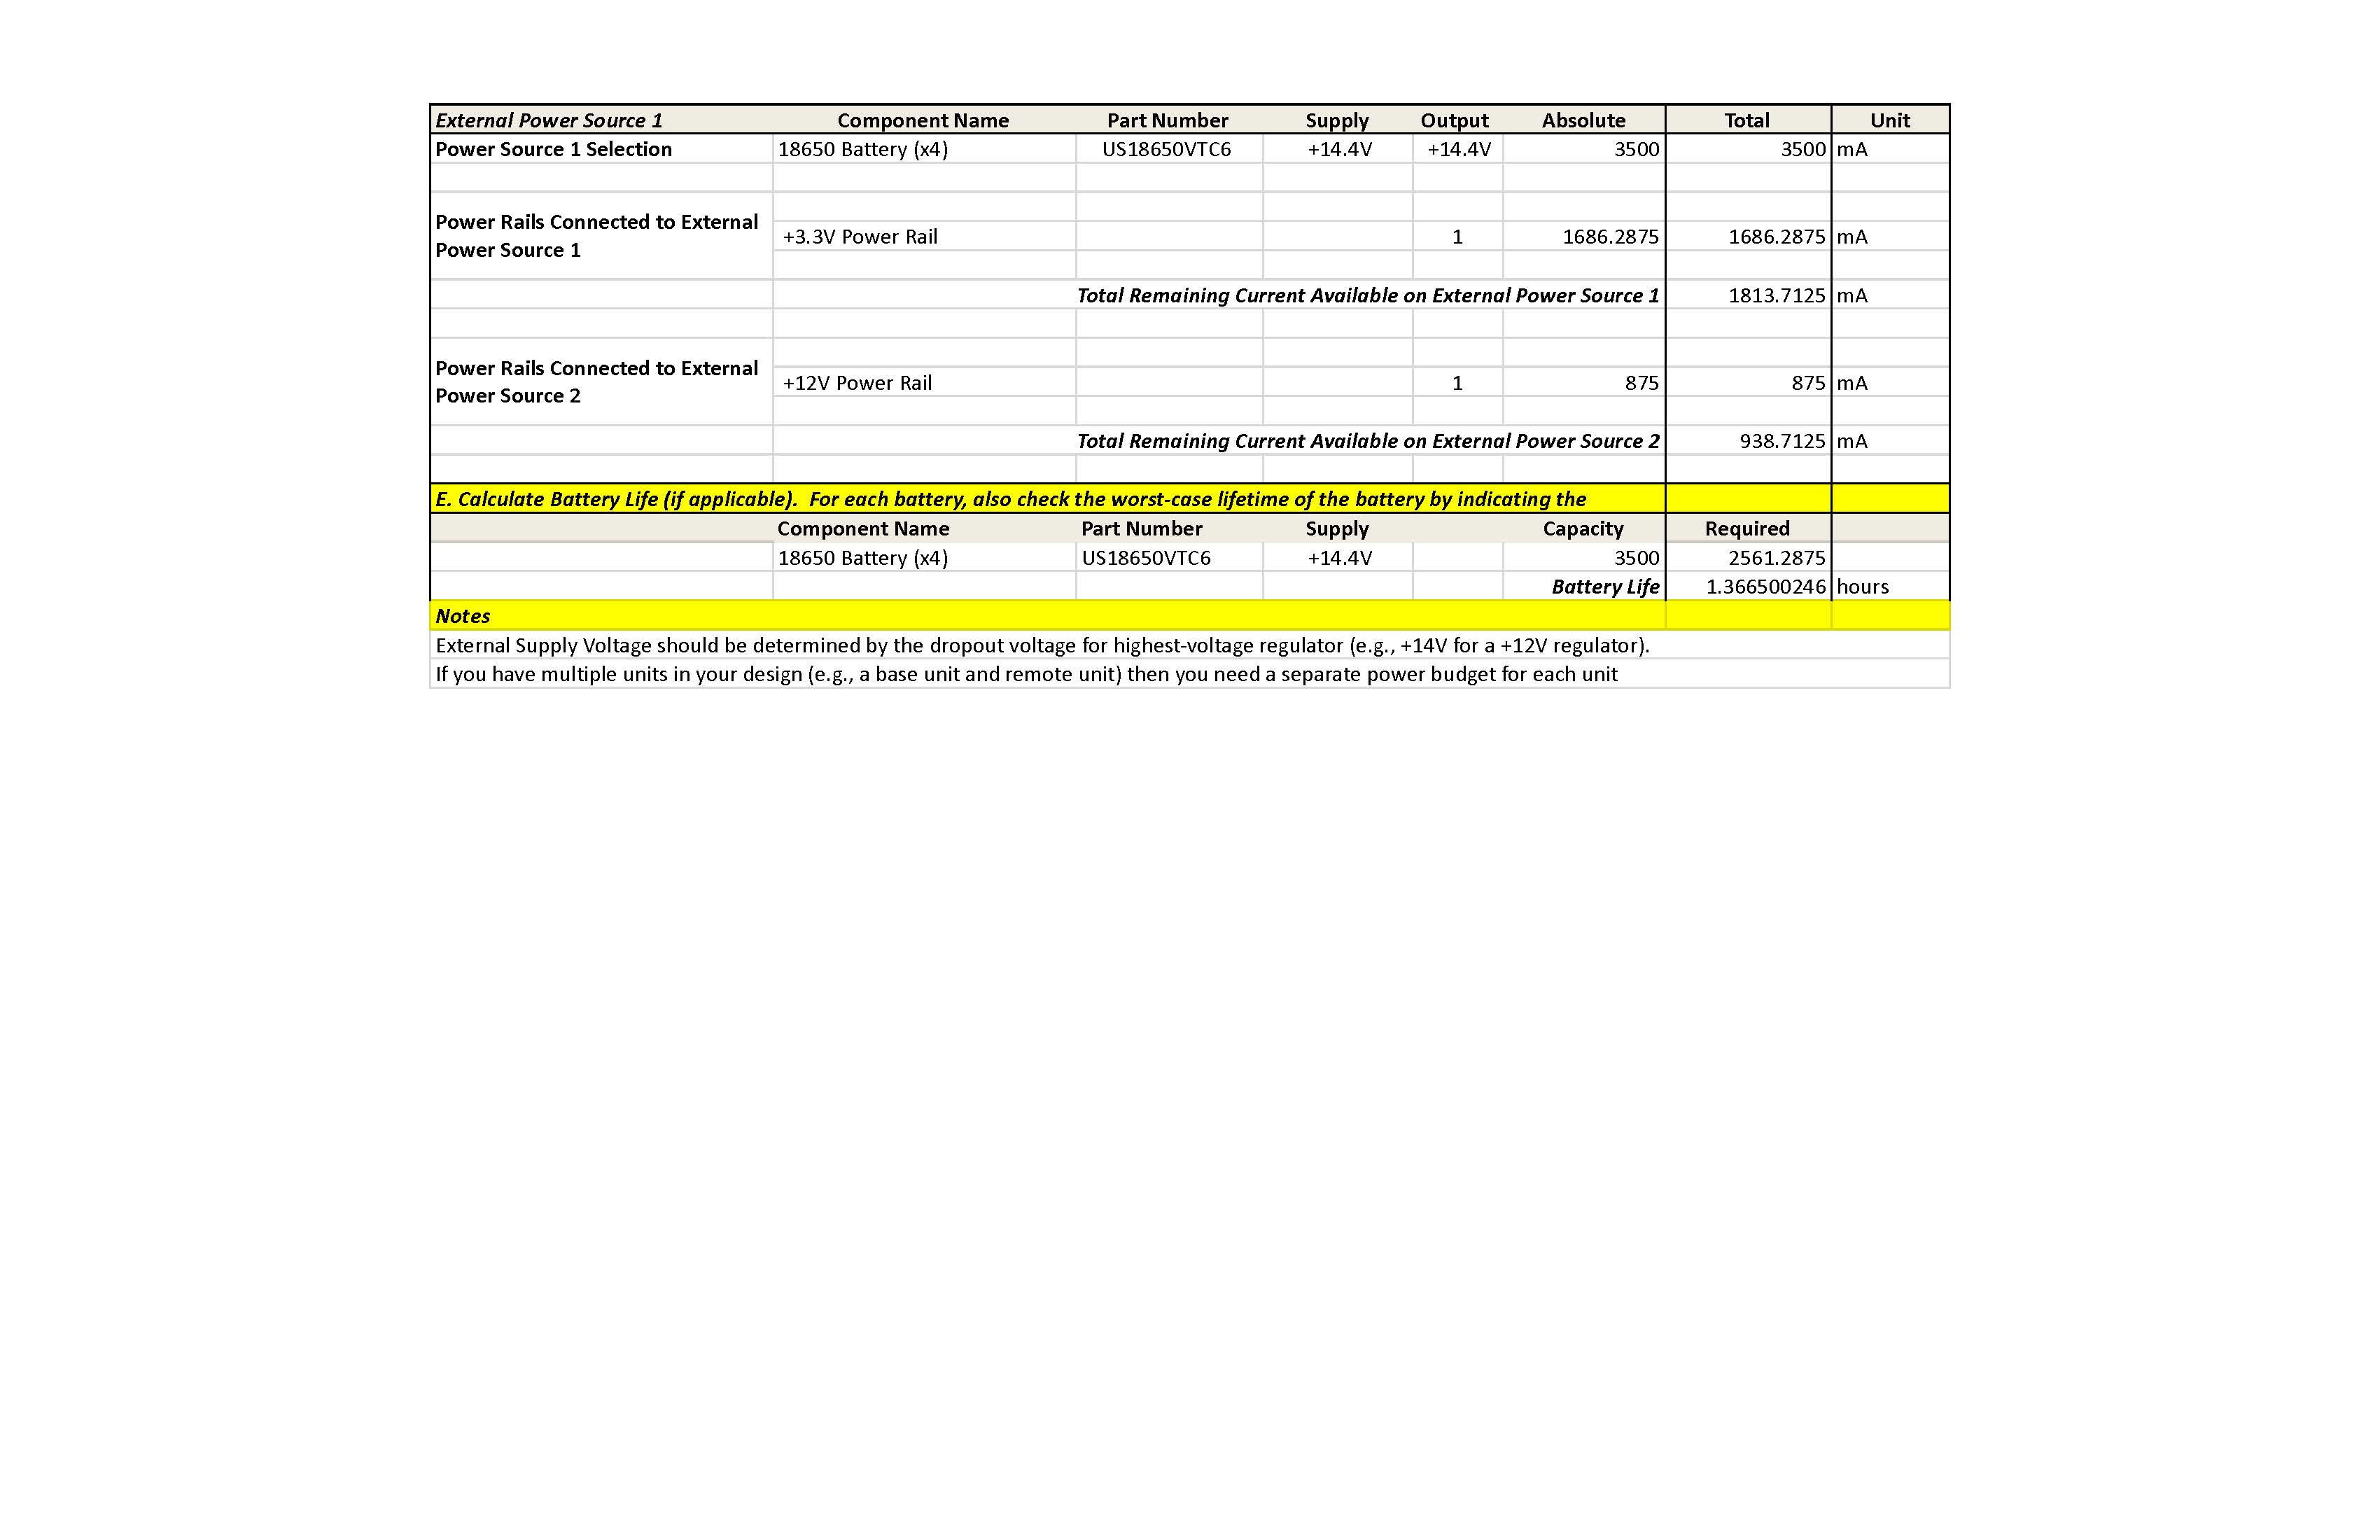 External Power Source 1 Component Name Part Number Supply Output Absolute Total Unit
Power Source 1 Selection 18650 Battery (x4) US18650VTC6 +14.4V +14.4V 3500 3500 mA
Power Rails Connected to External
Power Source 1
+3.3V Power Rail 1 1686.2875 1686.2875 mA
Total Remaining Current Available on External Power Source 1 1813.7125 mA
Power Rails Connected to External
Power Source 2
+12V Power Rail 1 875 875 mA
Total Remaining Current Available on External Power Source 2 938.7125 mA
E. Calculate Battery Life (if applicable).  For each battery, also check the worst-case lifetime of the battery by indicating the
Component Name Part Number Supply Capacity Required
18650 Battery (x4) US18650VTC6 +14.4V 3500 2561.2875
Battery Life 1.366500246 hours
Notes
External Supply Voltage should be determined by the dropout voltage for highest-voltage regulator (e.g., +14V for a +12V regulator).
If you have multiple units in your design (e.g., a base unit and remote unit) then you need a separate power budget for each unit